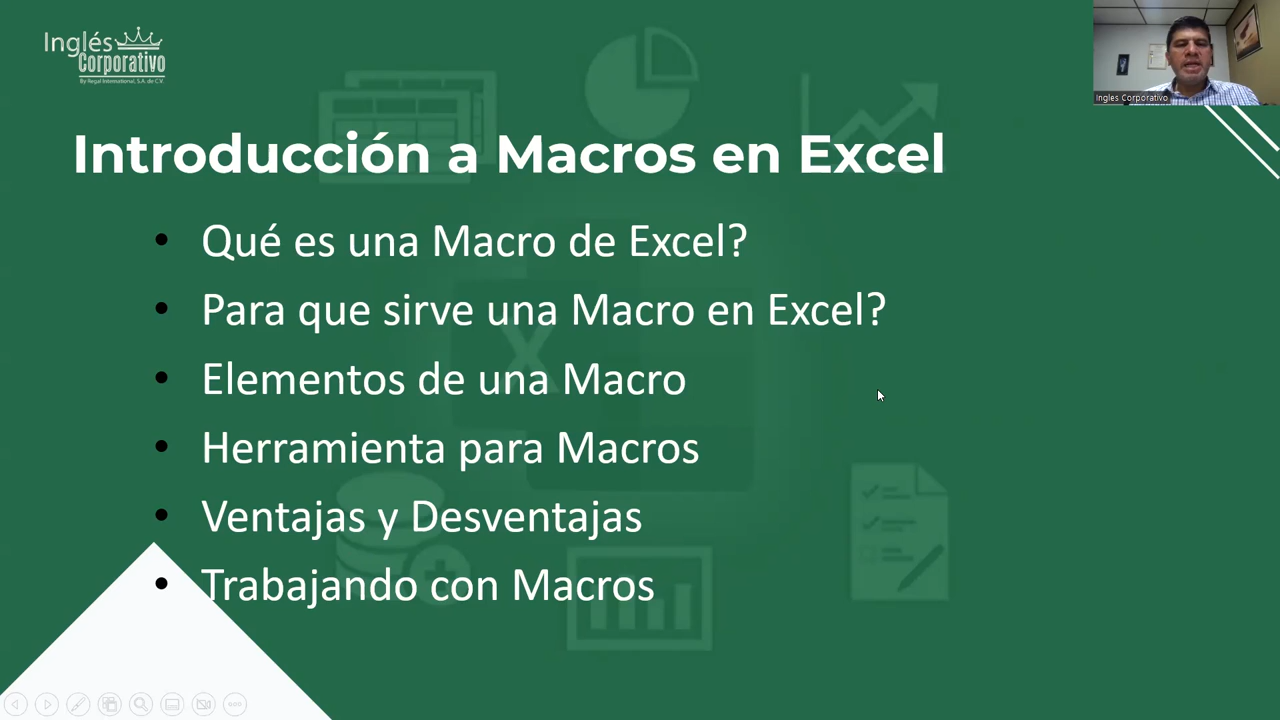 Inglés
Corporativo
By Regal International, S.A. de C.V.
Ingles Corporativo
Introducción a Macros en Excel
• Qué es una Macro de Excel?
• Para que sirve una Macro en Excel?
• Elementos de una Macro
• Herramienta para Macros
• Ventajas y Desventajas
• Trabajando con Macros